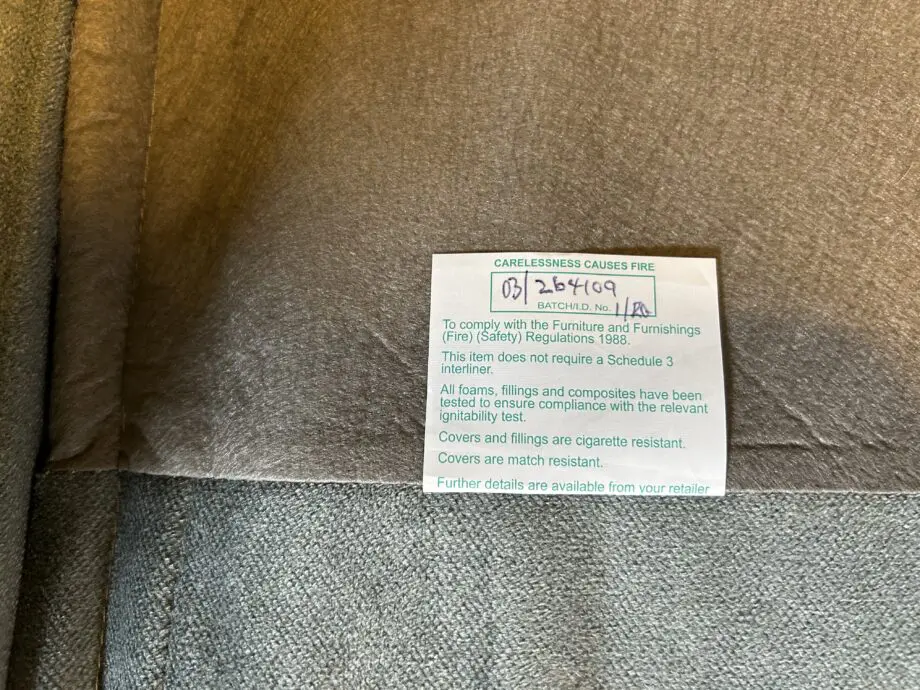 CARELESSNESS CAUSES FIRE
03/264109
BATCH/I.D. No.
To comply with the Furniture and Furnishings
(Fire) (Safety) Regulations 1988.
This item does not require a Schedule 3
interliner.
All foams, fillings and composites have been
tested to ensure compliance with the relevant
ignitability test.
Covers and fillings are cigarette resistant.
Covers are match resistant.
Further details are available from your retailer